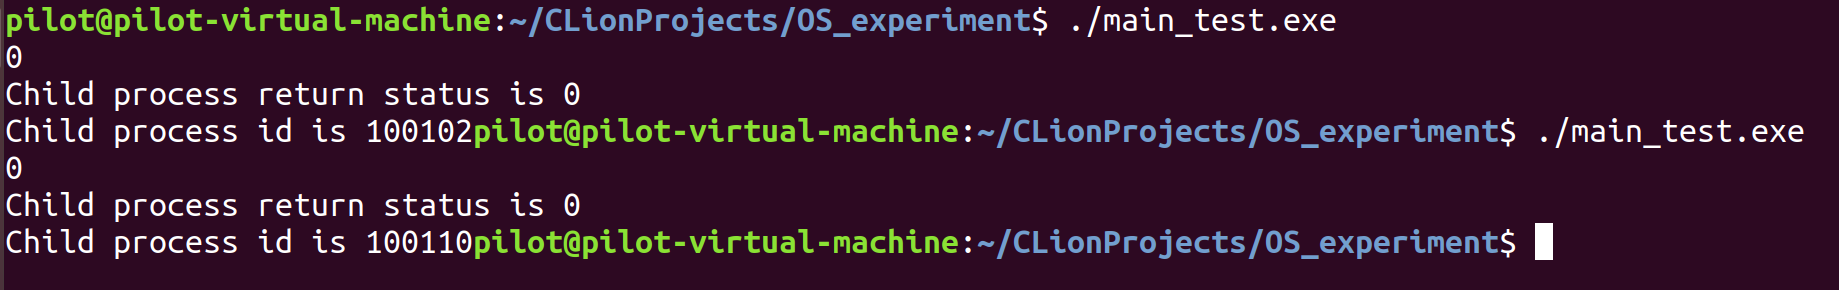 pilot@pilot-virtual-machine:~/CLionProjects/OS_experiment$ ./main_test.exe
0
Child process return status is 0
Child process id is 100102pilot@pilot-virtual-machine:~/CLionProjects/OS_experiment$ ./main_test.exe
0
Child process return status is 0
Child process id is 100110pilot@pilot-virtual-machine:~/CLionProjects/OS_experiment$